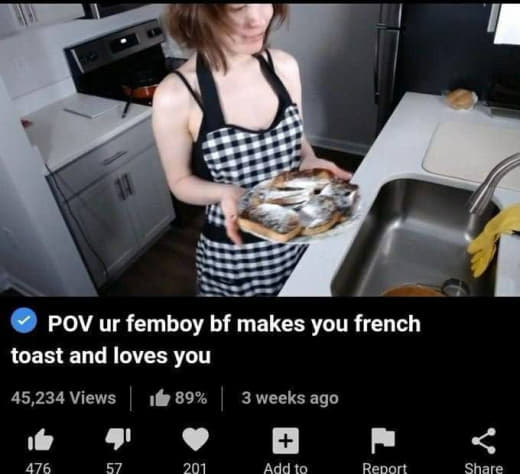 POV ur femboy bf makes you french
toast and loves you
45,234 Views 89% 3 weeks ago
476 57 201 Add to Report Share